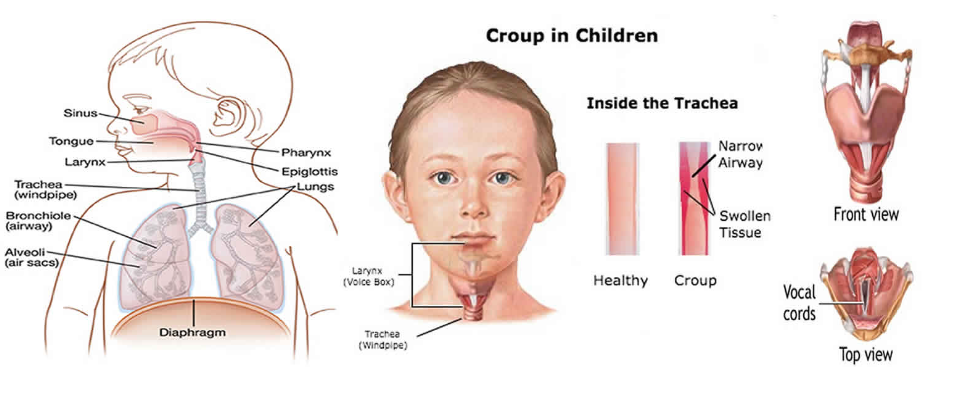 Sinus
Tongue
Larynx
Trachea
(windpipe)
Bronchiole
(airway)
Alveoli
(air sacs)
Pharynx
Epiglottis
Lungs
Diaphragm
Croup in Children
Larynx
(Voice Box)
Trachea
(Windpipe)
Inside the Trachea
Narrow
Airway
Swollen
Tissue
Healthy
Croup
Front view
Vocal
cords
Top view